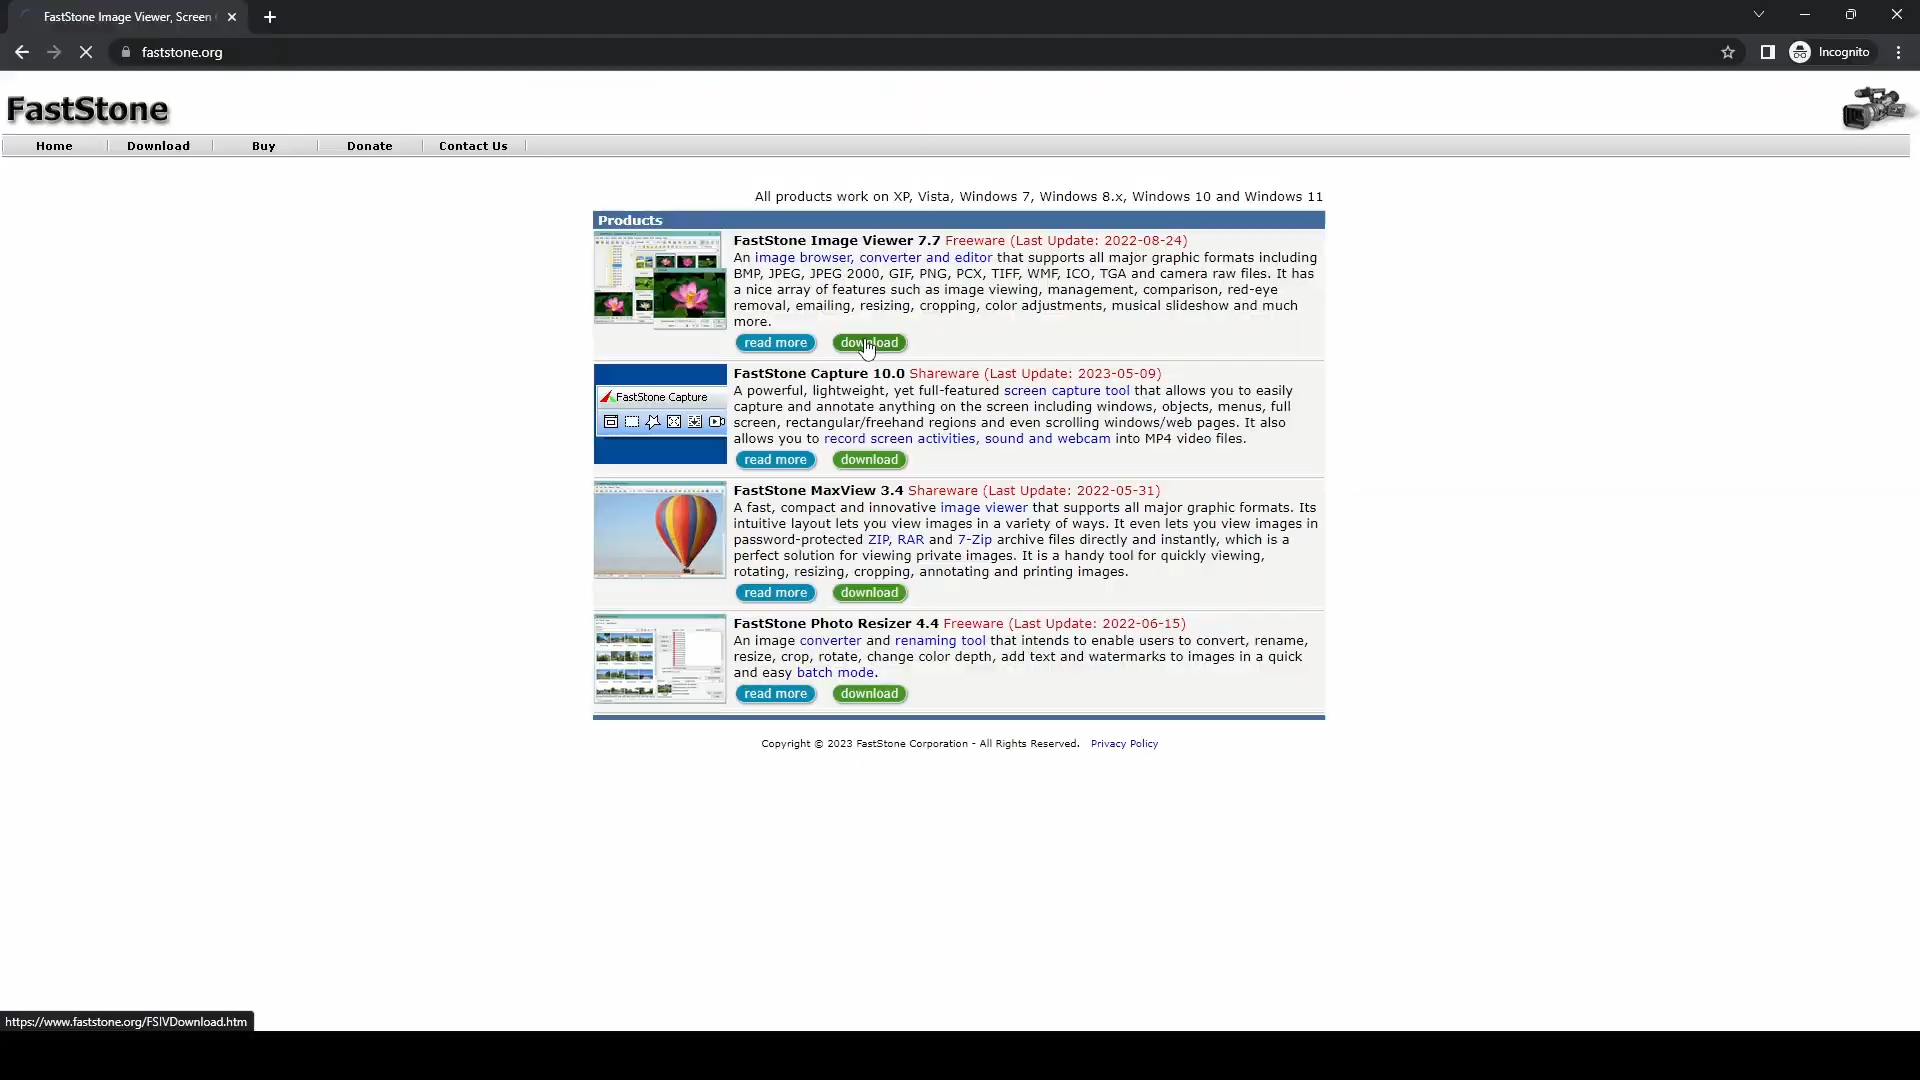 FastStone Image Viewer, Screen
faststone.org
Incognito
FastStone
Home Download Buy Donate Contact Us
All products work on XP, Vista, Windows 7, Windows 8.x, Windows 10 and Windows 11
Products
FastStone Image Viewer 7.7 Freeware (Last Update: 2022-08-24)
An image browser, converter and editor that supports all major graphic formats including
BMP, JPEG, JPEG 2000, GIF, PNG, PCX, TIFF, WMF, ICO, TGA and camera raw files. It has
a nice array of features such as image viewing, management, comparison, red-eye
removal, emailing, resizing, cropping, color adjustments, musical slideshow and much
more.
read more download
FastStone Capture
FastStone Capture 10.0 Shareware (Last Update: 2023-05-09)
A powerful, lightweight, yet full-featured screen capture tool that allows you to easily
capture and annotate anything on the screen including windows, objects, menus, full
screen, rectangular/freehand regions and even scrolling windows/web pages. It also
allows you to record screen activities, sound and webcam into MP4 video files.
read more download
FastStone MaxView 3.4 Shareware (Last Update: 2022-05-31)
A fast, compact and innovative image viewer that supports all major graphic formats. Its
intuitive layout lets you view images in a variety of ways. It even lets you view images in
password-protected ZIP, RAR and 7-Zip archive files directly and instantly, which is a
perfect solution for viewing private images. It is a handy tool for quickly viewing,
rotating, resizing, cropping, annotating and printing images.
read more download
FastStone Photo Resizer 4.4 Freeware (Last Update: 2022-06-15)
An image converter and renaming tool that intends to enable users to convert, rename,
resize, crop, rotate, change color depth, add text and watermarks to images in a quick
and easy batch mode.
read more download
Copyright © 2023 FastStone Corporation - All Rights Reserved. Privacy Policy
https://www.faststone.org/FSIVDownload.htm